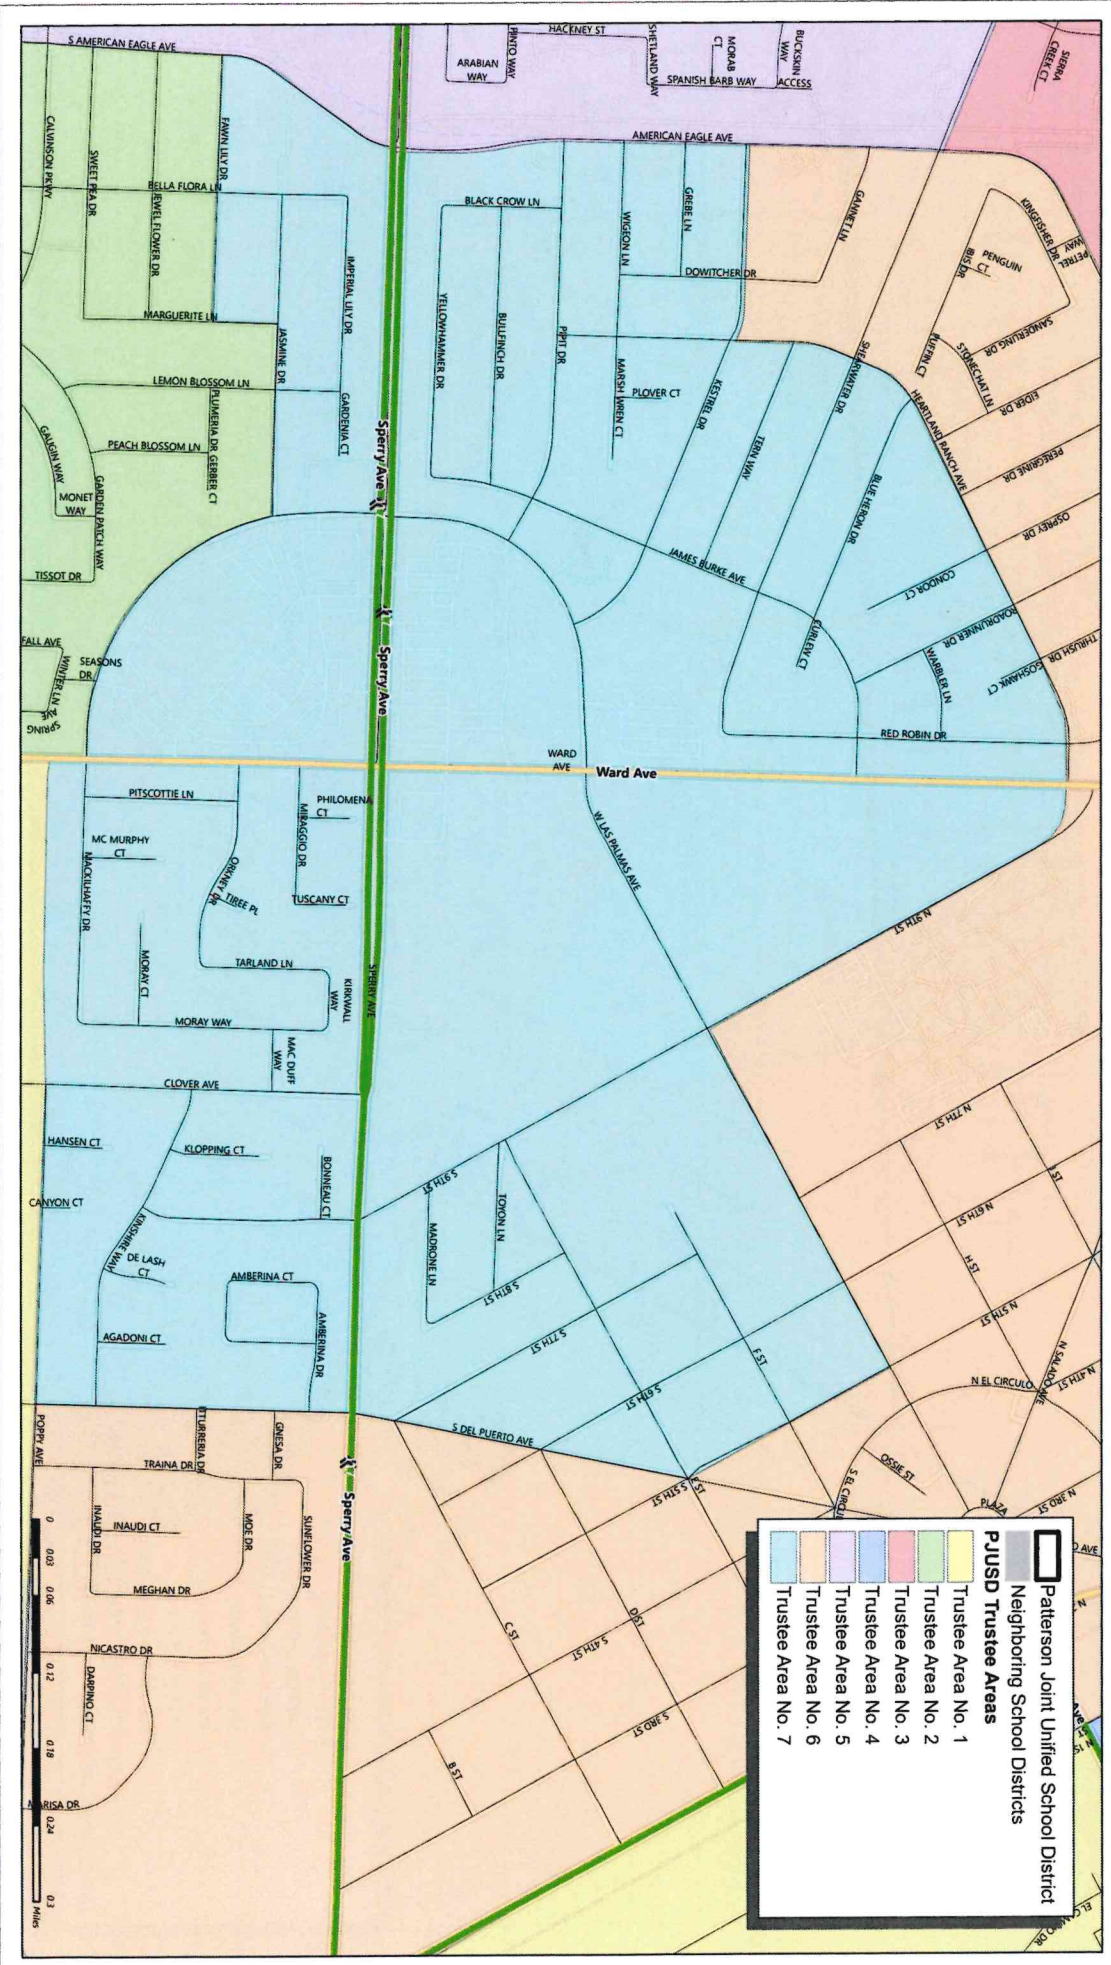 S AMERICAN EAGLE AVE
HACKNEY ST
PINTO WAY
ARABIAN
WAY
SHETLAND WAY
MORAB
CT
BUCKSKIN
WAY
SPANISH BARB WAY
ACCESS
SIERRA
CREEK CT
AMERICAN EAGLE AVE
CALVINSON PKWY
SWEET PEA DR
FAWN LILY DR
BELLA FLORA LN
JEWEL FLOWER DR
IMPERIAL LILY DR
MARGUERITE LN
JASMINE DR
LEMON BLOSSOM LN
GARDENIA CT
PLUMERIA DR
GERBER CT
PEACH BLOSSOM LN
GAUGIN WAY
MONET
WAY
GARDEN PATCH WAY
TISSOT DR
FALL AVE
WINTER LN
SEASONS
DR
SPRING
AVE
BLACK CROW LN
YELLOWHAMMER DR
BULLFINCH DR
PIPIT DR
WIGEON LN
GREBE LN
DOWITCHER DR
MARSH WREN CT
PLOVER CT
KESTREL DR
TERN WAY
GANNET LN
SHEARWATER DR
BLUE HERON DR
JAMES BURKE AVE
CURLEW CT
KINGFISHER DR
PETREL
WAY
PENGUIN
CT
IBIS DR
SANDERLING DR
PUFFIN CT
STONECHAT LN
EIDER DR
HEARTLAND RANCH AVE
PEREGRINE DR
OSPREY DR
CONDOR CT
ROADRUNNER DR
THRUSH DR
GOSHAWK CT
WARBLER LN
RED ROBIN DR
Sperry Ave
Sperry Ave
WARD
AVE
Ward Ave
W LAS PALMAS AVE
PITSCOTTIE LN
PHILOMENA
CT
MIRAGGIO DR
MC MURPHY
CT
MACKILHAFFY DR
ORKNEY DR
TIREE PL
TUSCANY CT
TARLAND LN
MORAY CT
KIRKWALL
WAY
MORAY WAY
SPERRY AVE
MAC DUFF
WAY
CLOVER AVE
HANSEN CT
KLOPPING CT
BONNEAU CT
CANYON CT
KINSHIRE WAY
DE LASH
CT
AMBERINA CT
AMBERINA DR
AGADONI CT
N 9TH ST
N 7TH ST
N 6TH ST
H ST
N 5TH ST
N SALADO AVE
N 4TH ST
N EL CIRCULO
S 9TH ST
TOYON LN
MADRONE LN
S 8TH ST
S 7TH ST
S 6TH ST
F ST
S DEL PUERTO AVE
S 5TH ST
E ST
OSSIE ST
PLAZA
N 3RD ST
POPPY AVE
ITURRERIA DR
GNESA DR
TRAINA DR
INAUDI DR
INAUDI CT
MOE DR
SUNFLOWER DR
MEGHAN DR
NICASTRO DR
DARPINO CT
MARISA DR
Sperry Ave
C ST
D ST
S 4TH ST
S 3RD ST
B ST
Patterson Joint Unified School District
Neighboring School Districts
PJUSD Trustee Areas
Trustee Area No. 1
Trustee Area No. 2
Trustee Area No. 3
Trustee Area No. 4
Trustee Area No. 5
Trustee Area No. 6
Trustee Area No. 7
0 0.03 0.06 0.12 0.18 0.24 0.3
Miles